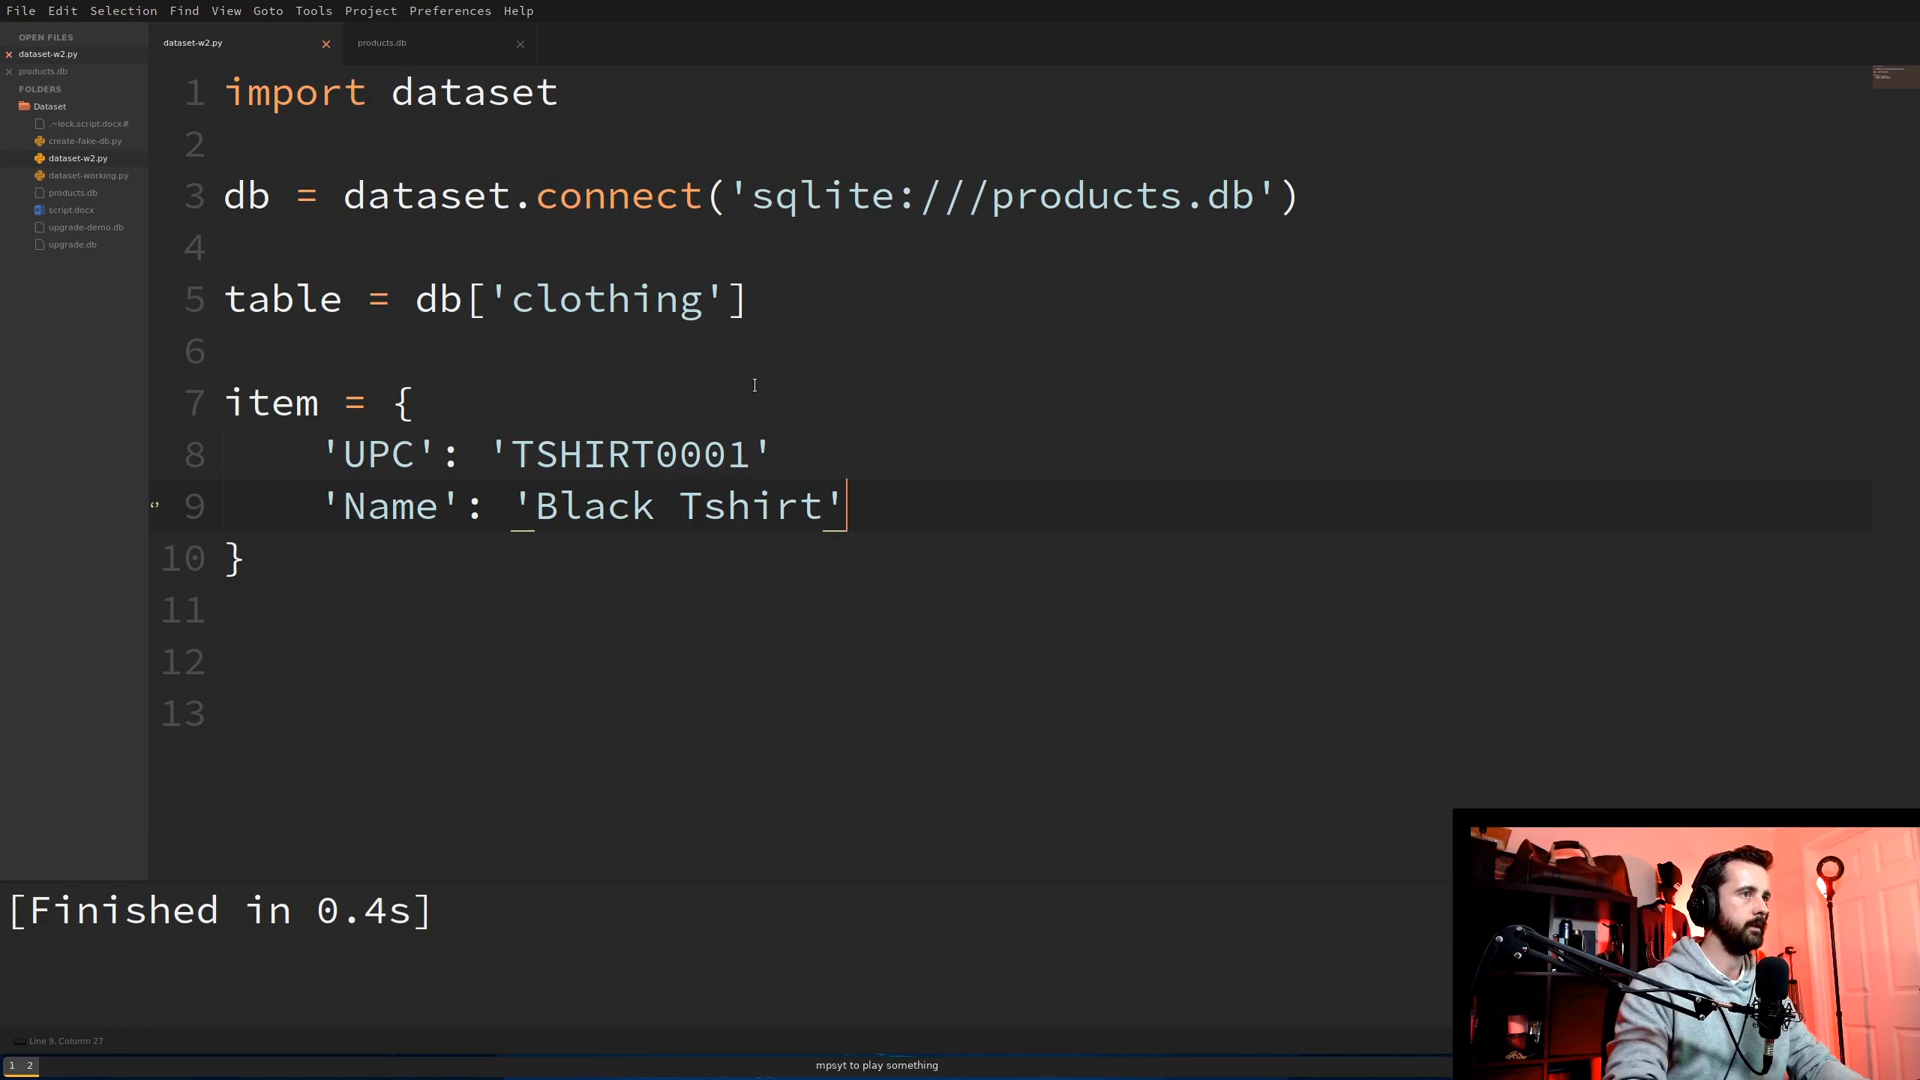 File Edit Selection Find View Goto Tools Project Preferences Help
OPEN FILES
dataset-w2.py
products.db
FOLDERS
Dataset
.~lock.script.docx#
create-fake-db.py
dataset-w2.py
dataset-working.py
products.db
script.docx
upgrade-demo.db
upgrade.db
dataset-w2.py products.db
1 import dataset
2
3 db = dataset.connect('sqlite:///products.db')
4
5 table = db['clothing']
6
7 item = {
8 'UPC': 'TSHIRT0001'
9 'Name': 'Black Tshirt'
10 }
11
12
13
[Finished in 0.4s]
Line 9, Column 27
1 2 mpsyt to play something